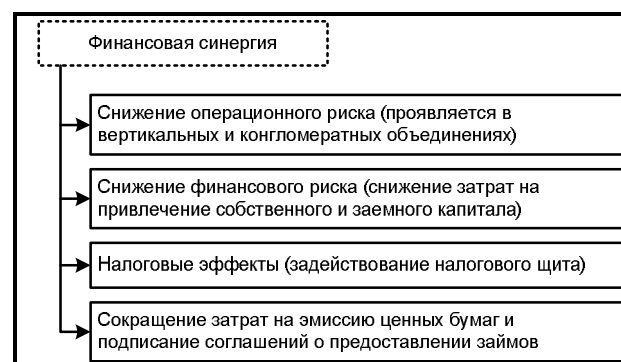 Финансовая синергия
Снижение операционного риска (проявляется в
вертикальных и конгломератных объединениях)
Снижение финансового риска (снижение затрат на
привлечение собственного и заемного капитала)
Налоговые эффекты (задействование налогового щита)
Сокращение затрат на эмиссию ценных бумаг и
подписание соглашений о предоставлении займов